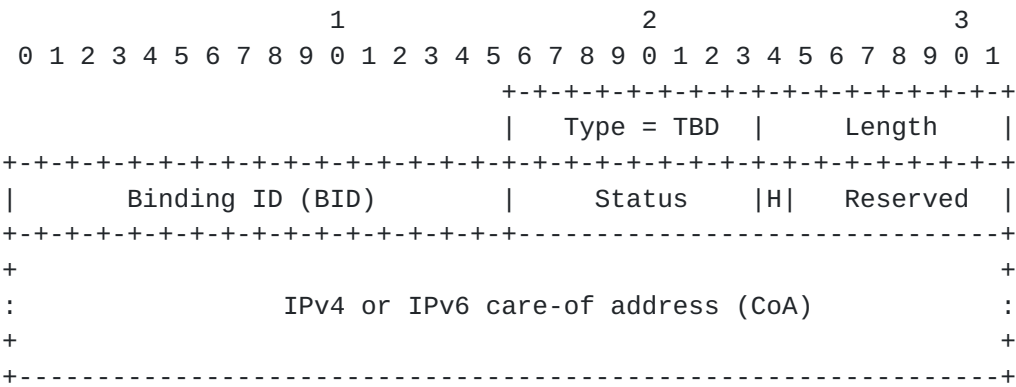 1                   2                   3
 0 1 2 3 4 5 6 7 8 9 0 1 2 3 4 5 6 7 8 9 0 1 2 3 4 5 6 7 8 9 0 1
                                +-+-+-+-+-+-+-+-+-+-+-+-+-+-+-+-+
                                |   Type = TBD  |     Length    |
+-+-+-+-+-+-+-+-+-+-+-+-+-+-+-+-+-+-+-+-+-+-+-+-+-+-+-+-+-+-+-+-+
|       Binding ID (BID)        |     Status    |H|   Reserved  |
+-+-+-+-+-+-+-+-+-+-+-+-+-+-+-+-+-------------------------------+
+                                                               +
:                 IPv4 or IPv6 care-of address (CoA)            :
+                                                               +
+---------------------------------------------------------------+